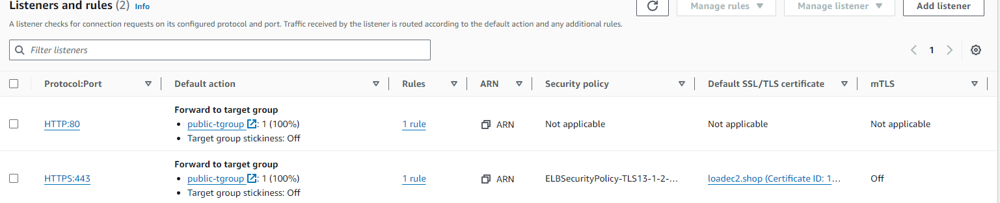 Listeners and rules (2) Info
Manage rules
Manage listener
Add listener
A listener checks for connection requests on its configured protocol and port. Traffic received by the listener is routed according to the default action and any additional rules.
Filter listeners
1
Protocol:Port Default action Rules ARN Security policy Default SSL/TLS certificate mTLS
Forward to target group
HTTP:80 • public-tgroup : 1 (100%) 1 rule ARN Not applicable Not applicable Not applicable
• Target group stickiness: Off
Forward to target group
HTTPS:443 • public-tgroup : 1 (100%) 1 rule ARN ELBSecurityPolicy-TLS13-1-2-... loadec2.shop (Certificate ID: 1... Off
• Target group stickiness: Off